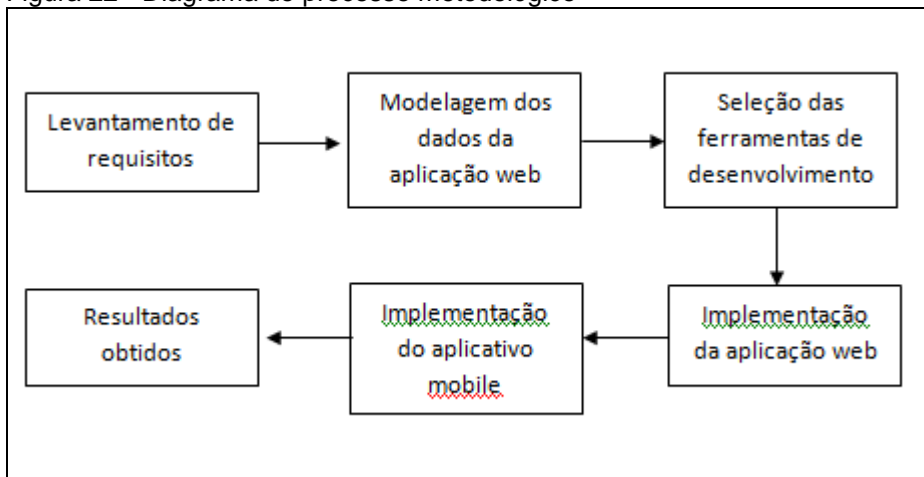 Figura 22 - Diagrama do processo metodológico
Levantamento de
requisitos
Modelagem dos
dados da
aplicação web
Seleção das
ferramentas de
desenvolvimento
Implementação
da aplicação web
Implementação
do aplicativo
mobile
Resultados
obtidos